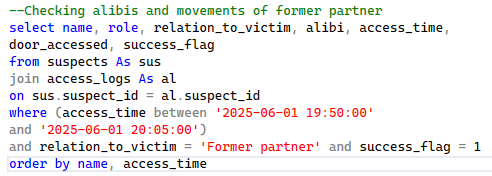 --Checking alibis and movements of former partner
select name, role, relation_to_victim, alibi, access_time,
door_accessed, success_flag
from suspects As sus
join access_logs As al
on sus.suspect_id = al.suspect_id
where (access_time between '2025-06-01 19:50:00'
and '2025-06-01 20:05:00')
and relation_to_victim = 'Former partner' and success_flag = 1
order by name, access_time